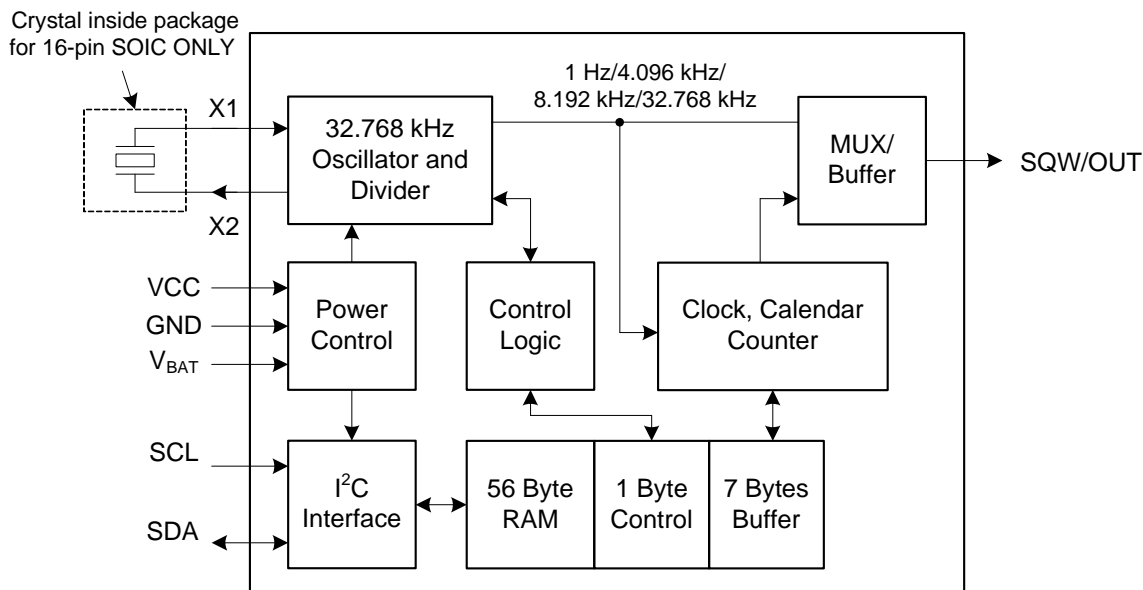 Crystal inside package
for 16-pin SOIC ONLY
X1
X2
1 Hz/4.096 kHz/
8.192 kHz/32.768 kHz
32.768 kHz
Oscillator and
Divider
MUX/
Buffer
SQW/OUT
VCC
GND
VBAT
Power
Control
Control
Logic
Clock, Calendar
Counter
SCL
SDA
I²C
Interface
56 Byte
RAM
1 Byte
Control
7 Bytes
Buffer